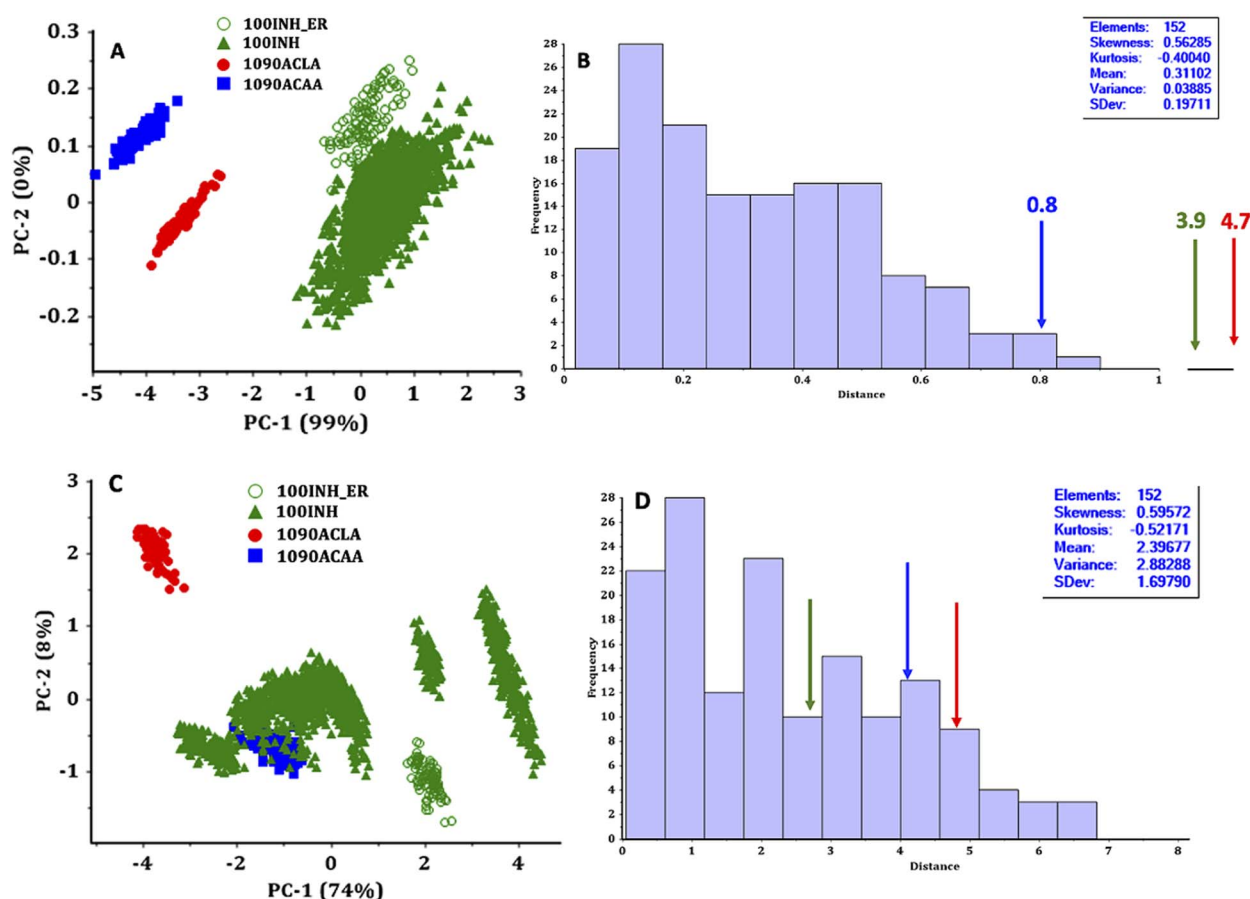 A
100INH_ER
100INH
1090ACLA
1090ACAA
0.3
0.2
0.1
0
-0.1
-0.2
PC-2 (0%)
-5 -4 -3 -2 -1 0 1 2 3
PC-1 (99%)
B
Elements: 152
Skewness: 0.56285
Kurtosis: -0.40040
Mean: 0.31102
Variance: 0.03885
SDev: 0.19711
28
26
24
22
20
18
16
14
12
10
8
6
4
2
0
Frequency
0.8
3.9 4.7
0 0.2 0.4 0.6 0.8 1
Distance
C
100INH_ER
100INH
1090ACLA
1090ACAA
3
2
1
0
-1
PC-2 (8%)
-4 -2 0 2 4
PC-1 (74%)
D
Elements: 152
Skewness: 0.59572
Kurtosis: -0.52171
Mean: 2.39677
Variance: 2.88288
SDev: 1.69790
28
26
24
22
20
18
16
14
12
10
8
6
4
2
0
Frequency
0 1 2 3 4 5 6 7 8
Distance